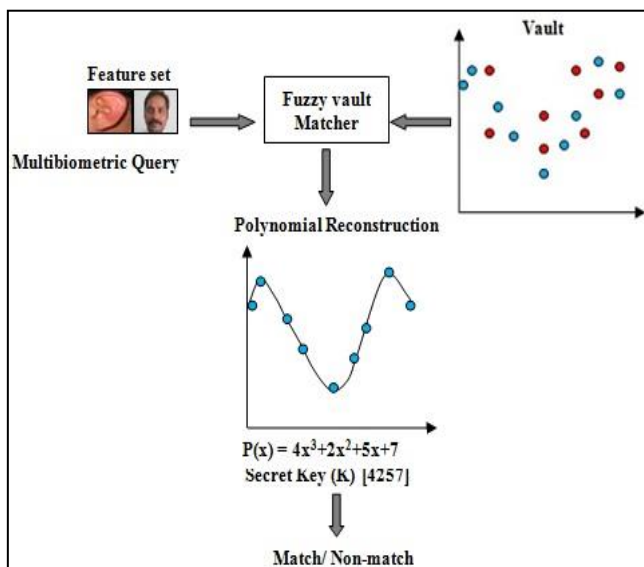 Vault
Feature set
Fuzzy vault
Matcher
Multibiometric Query
Polynomial Reconstruction
P(x) = 4x³+2x²+5x+7
Secret Key (K) [4257]
Match/ Non-match